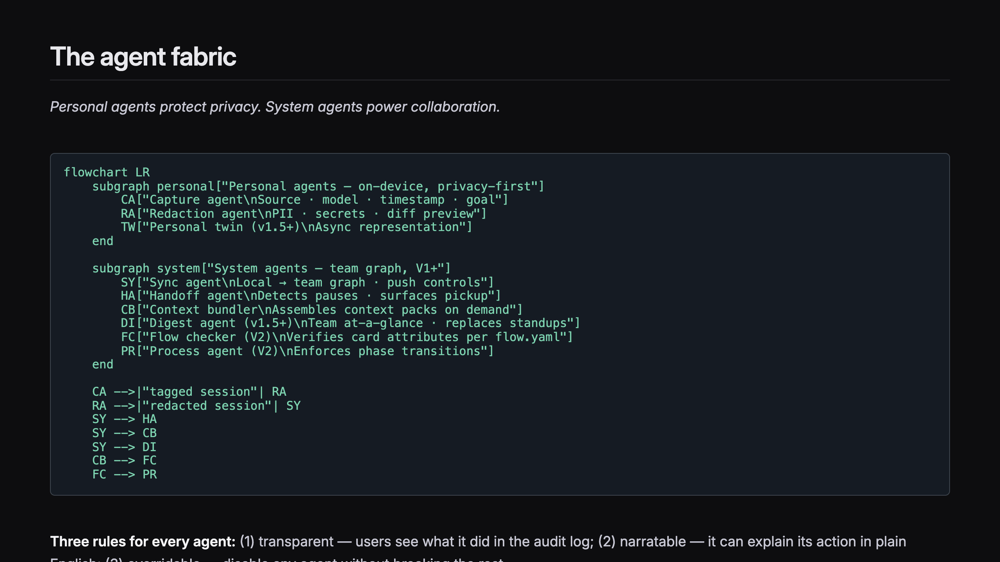 The agent fabric
Personal agents protect privacy. System agents power collaboration.
flowchart LR
    subgraph personal["Personal agents — on-device, privacy-first"]
        CA["Capture agent\nSource · model · timestamp · goal"]
        RA["Redaction agent\nPII · secrets · diff preview"]
        TW["Personal twin (v1.5+)\nAsync representation"]
    end

    subgraph system["System agents — team graph, V1+"]
        SY["Sync agent\nLocal → team graph · push controls"]
        HA["Handoff agent\nDetects pauses · surfaces pickup"]
        CB["Context bundler\nAssembles context packs on demand"]
        DI["Digest agent (v1.5+)\nTeam at-a-glance · replaces standups"]
        FC["Flow checker (V2)\nVerifies card attributes per flow.yaml"]
        PR["Process agent (V2)\nEnforces phase transitions"]
    end

    CA -->|"tagged session"| RA
    RA -->|"redacted session"| SY
    SY --> HA
    SY --> CB
    SY --> DI
    CB --> FC
    FC --> PR
Three rules for every agent: (1) transparent — users see what it did in the audit log; (2) narratable — it can explain its action in plain
English; (3) overridable — disable any agent without breaking the rest.